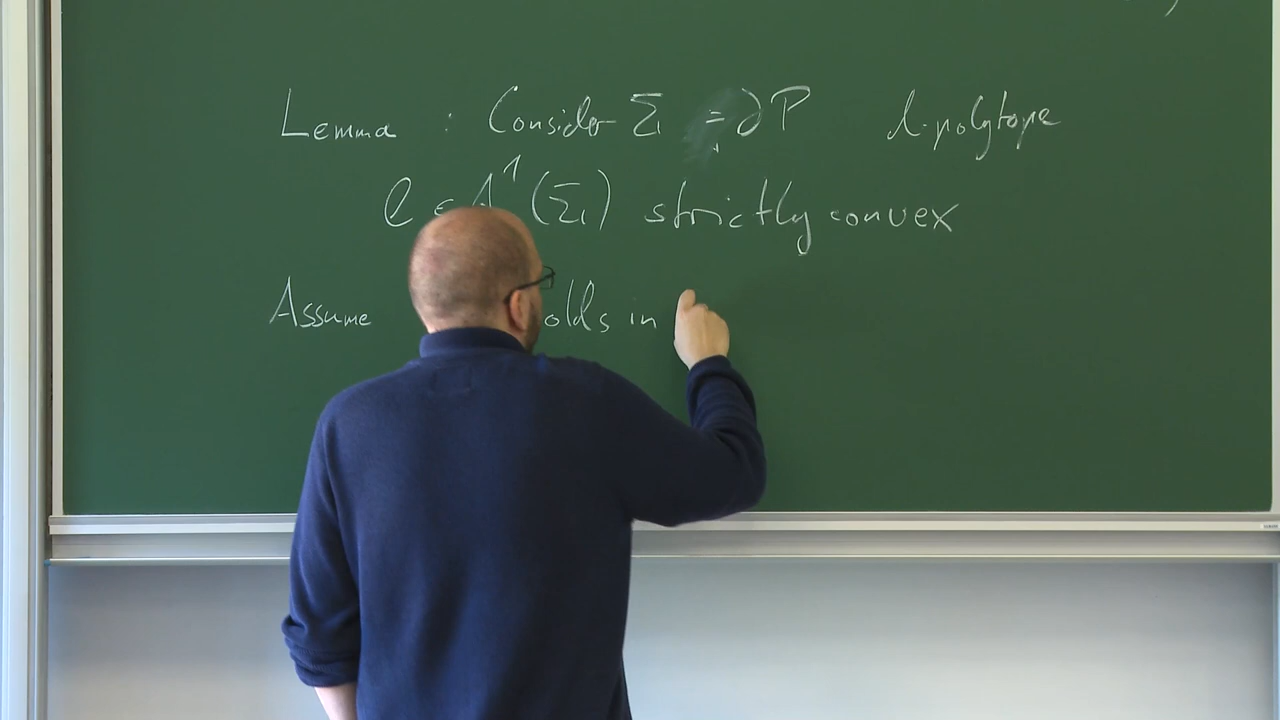 Lemma : Consider Σ = ∂P d-polytope
ℓ ∈ A¹(Σ) strictly convex
Assume olds in